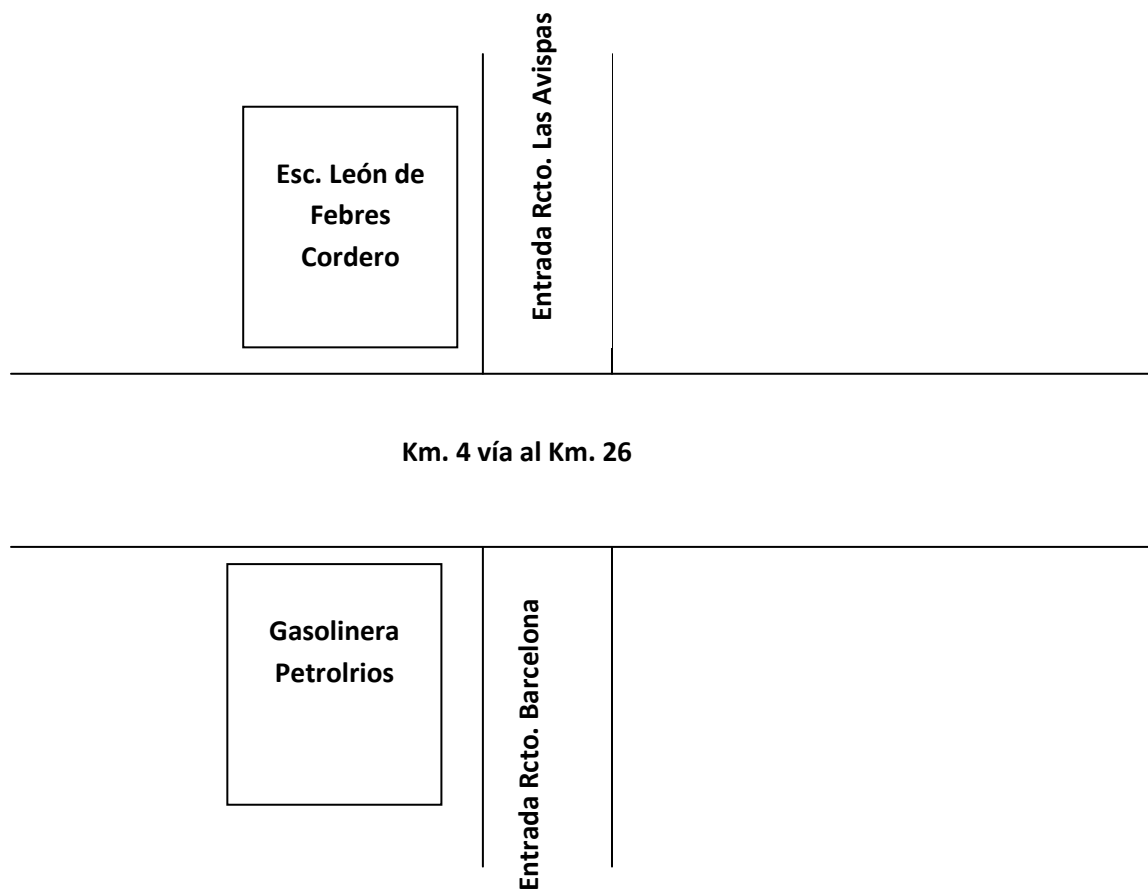 Esc. León de
Febres
Cordero
Entrada Rcto. Las Avispas
Km. 4 vía al Km. 26
Gasolinera
Petrolrios
Entrada Rcto. Barcelona